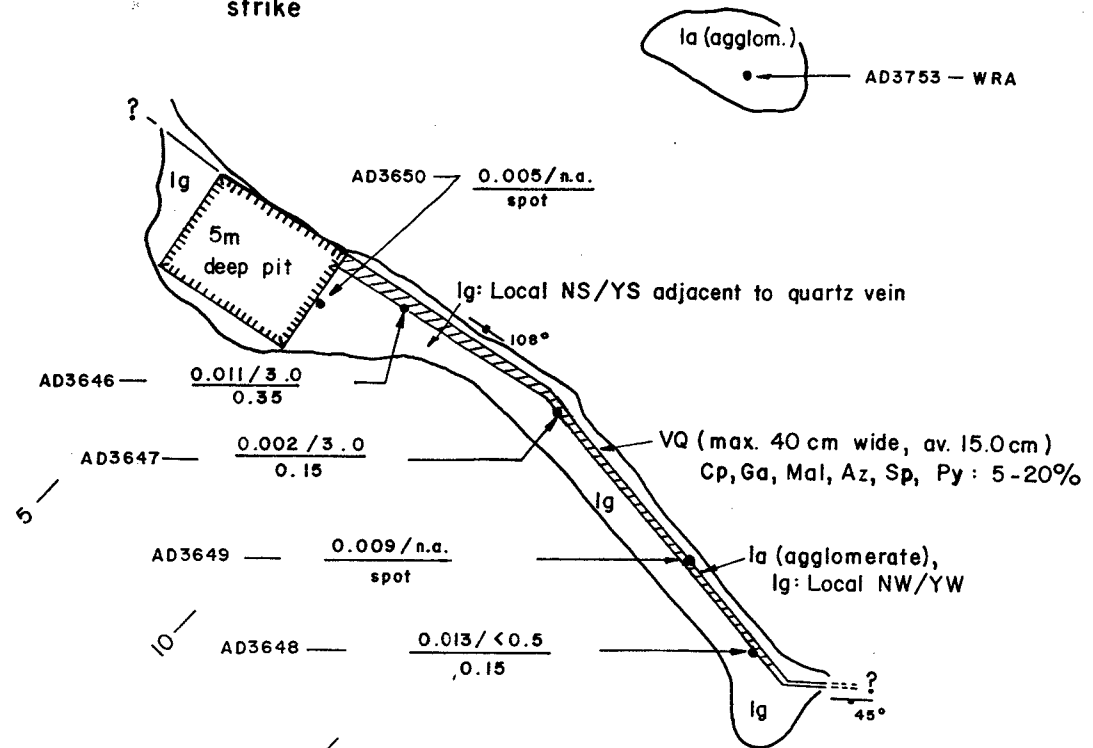 strike
Ia (agglom.)
AD3753 — WRA
?
Ig
AD3650 — 0.005/n.a.
spot
5m
deep pit
Ig: Local NS/YS adjacent to quartz vein
108°
AD3646 — 0.011/3.0
0.35
AD3647 — 0.002/3.0
0.15
VQ (max. 40 cm wide, av. 15.0cm)
Cp, Ga, Mal, Az, Sp, Py: 5-20%
Ig
5
AD3649 — 0.009/n.a.
spot
Ia (agglomerate),
Ig: Local NW/YW
10
AD3648 — 0.013/<0.5
0.15
?
45°
Ig